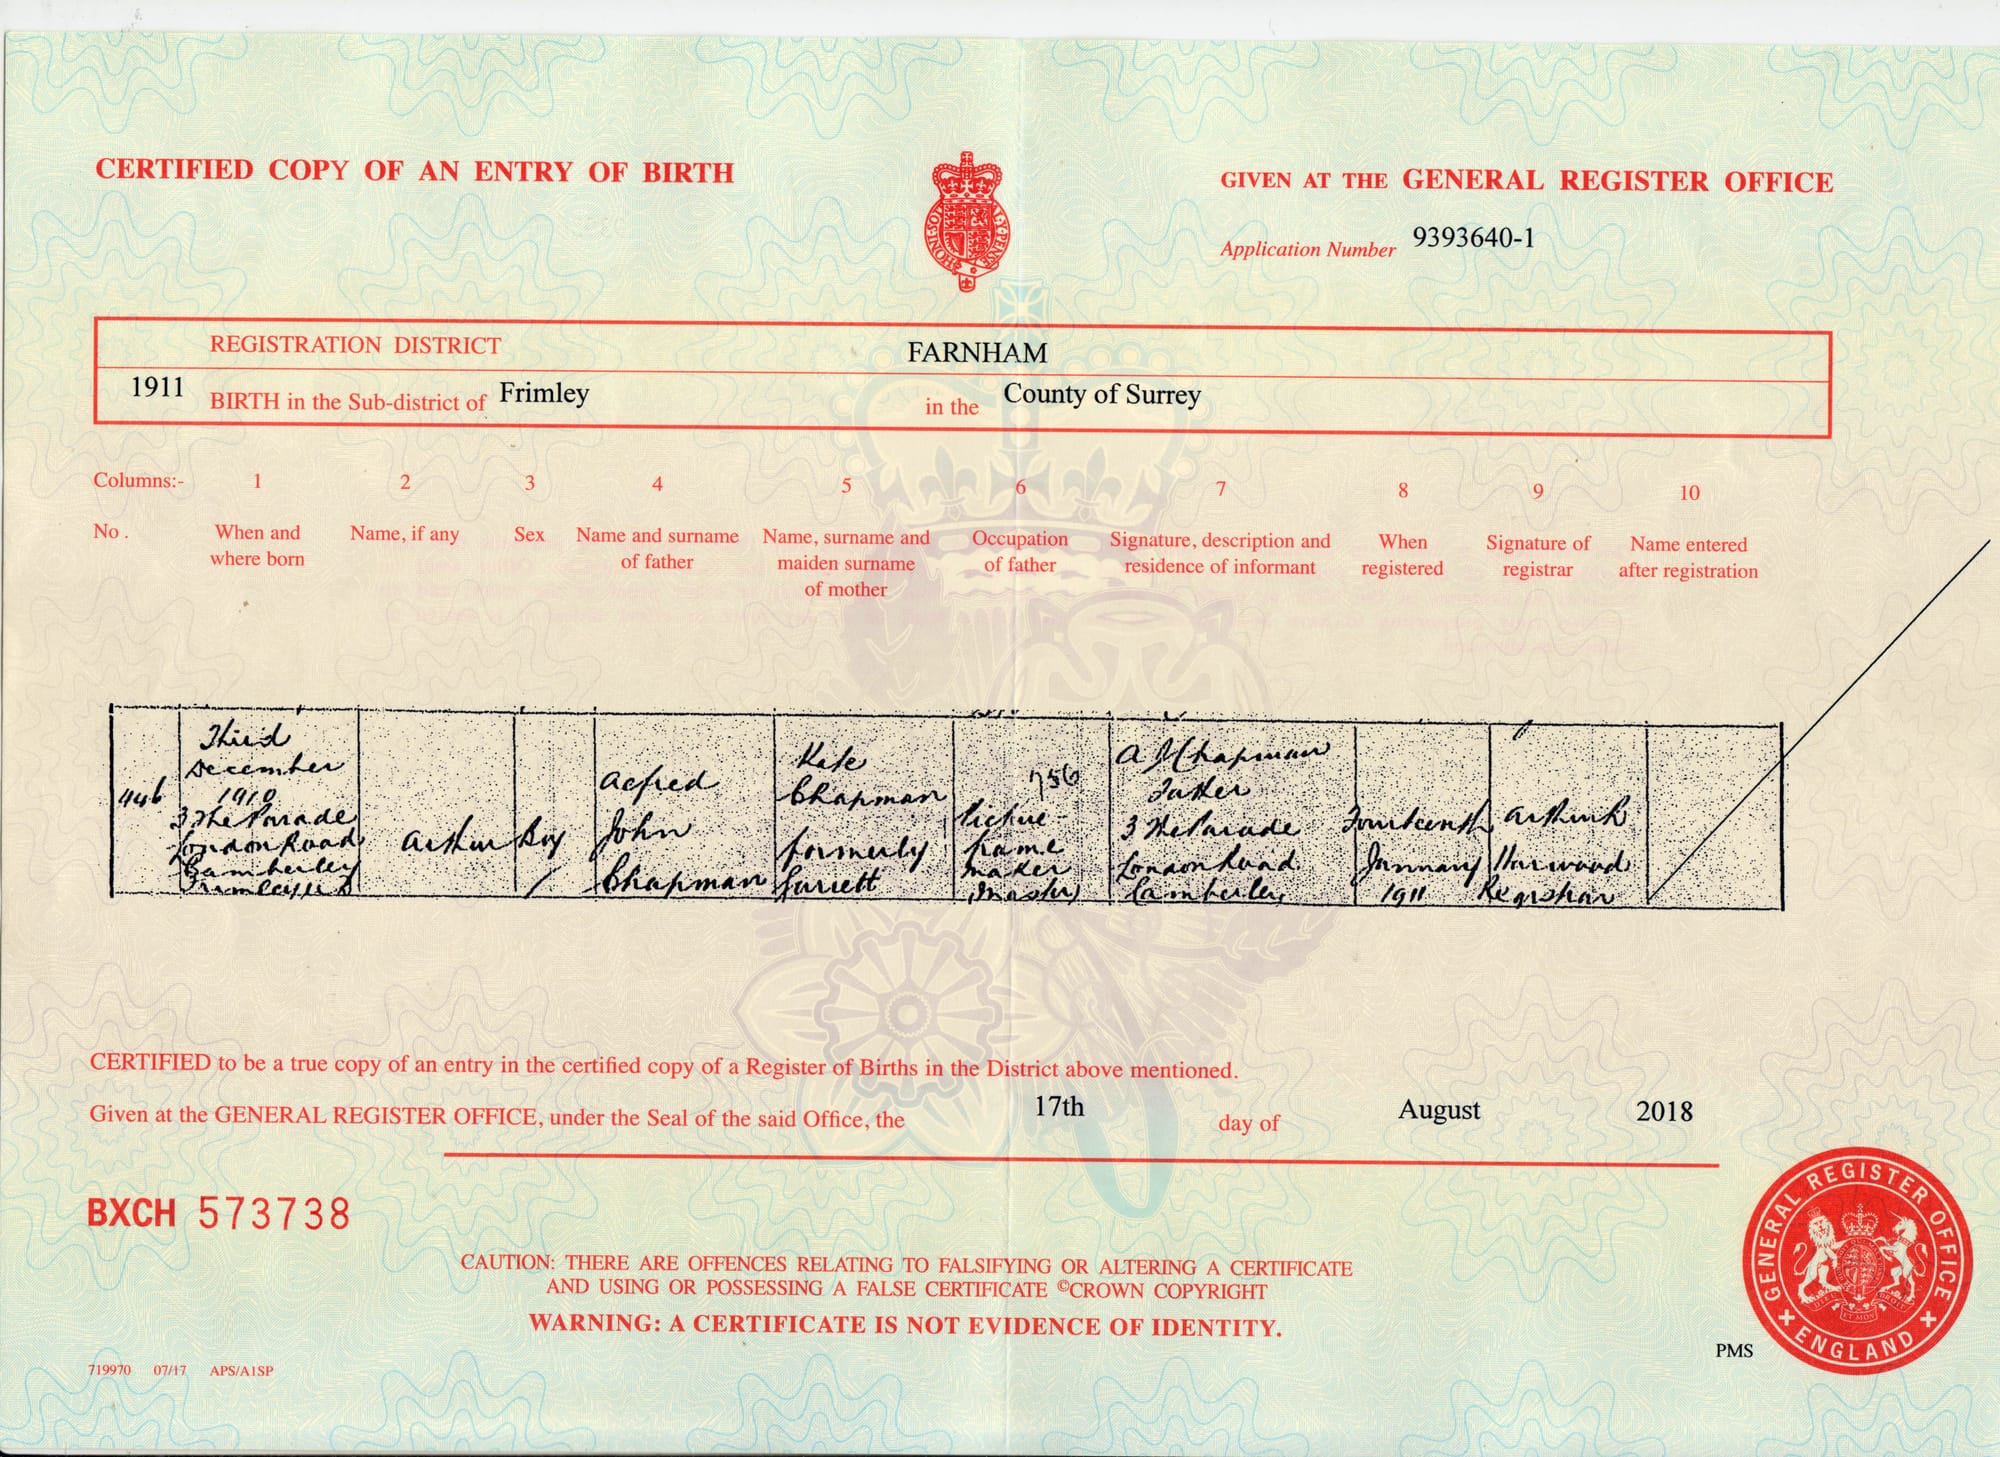 CERTIFIED COPY OF AN ENTRY OF BIRTH
GIVEN AT THE GENERAL REGISTER OFFICE
Application Number 9393640-1
REGISTRATION DISTRICT FARNHAM
1911 BIRTH in the Sub-district of Frimley in the County of Surrey
Columns:- 1 2 3 4 5 6 7 8 9 10
No .
When and
where born
Name, if any
Sex
Name and surname
of father
Name, surname and
maiden surname
of mother
Occupation
of father
Signature, description and
residence of informant
When
registered
Signature of
registrar
Name entered
after registration
446
Third
December
1910
3 The Parade
London Road
Camberley
Frimley
Arthur
Boy
Alfred
John
Chapman
Kate
Chapman
formerly
Garrett
756
Picture-
frame
maker
Master
A J Chapman
Father
3 The Parade
London Road
Camberley
Fourteenth
January
1911
Arthur
Harwood
Registrar
CERTIFIED to be a true copy of an entry in the certified copy of a Register of Births in the District above mentioned.
Given at the GENERAL REGISTER OFFICE, under the Seal of the said Office, the 17th day of August 2018
BXCH 573738
CAUTION: THERE ARE OFFENCES RELATING TO FALSIFYING OR ALTERING A CERTIFICATE
AND USING OR POSSESSING A FALSE CERTIFICATE ©CROWN COPYRIGHT
WARNING: A CERTIFICATE IS NOT EVIDENCE OF IDENTITY.
GENERAL REGISTER OFFICE
ENGLAND
PMS
719970 07/17 APS/A1SP